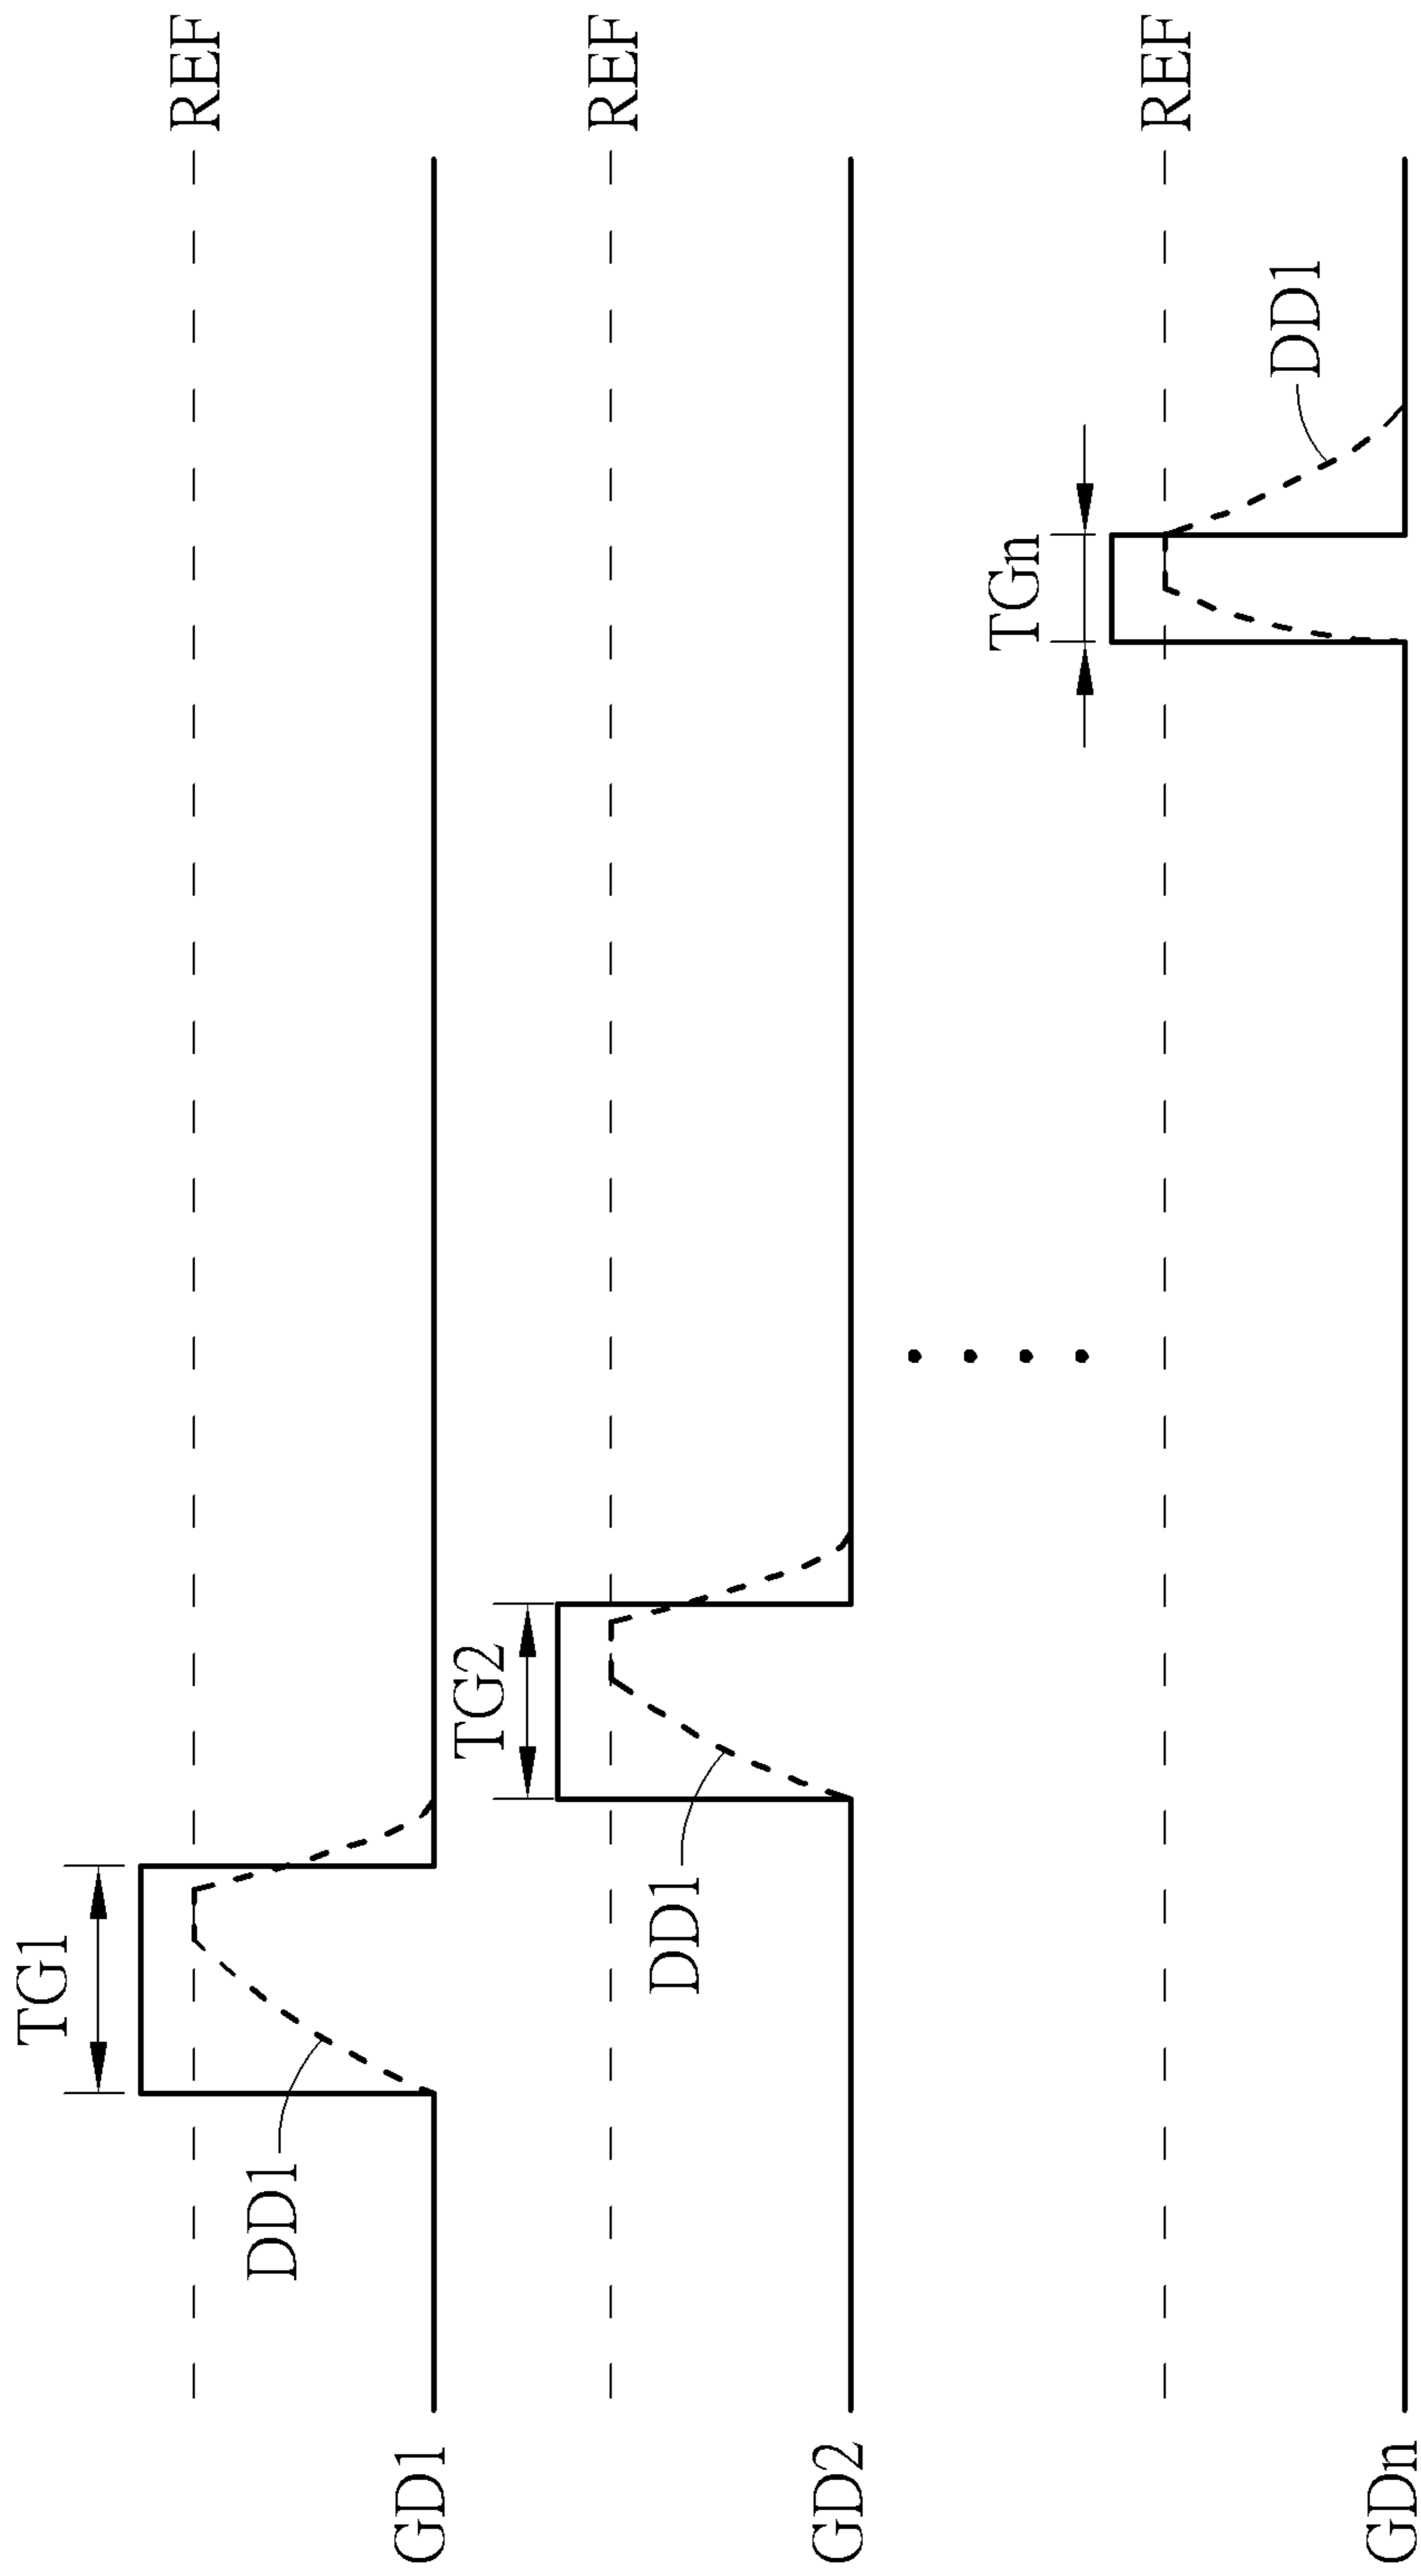 TG1
REF
DD1
GD1
TG2
REF
DD1
GD2
TGn
REF
DD1
GDn